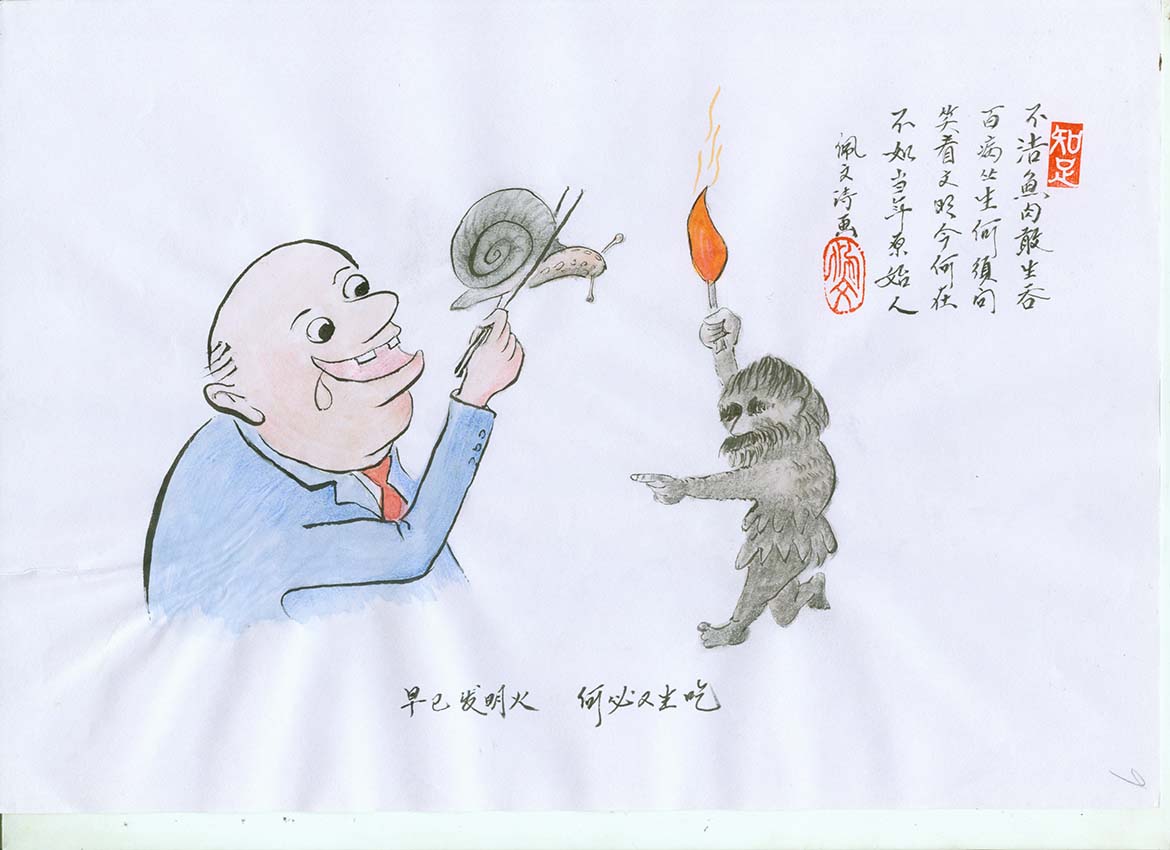 知足
不洁魚肉敢生吞
百病丛生何须问
笑看文明今何在
不如当年原始人
佩文诗画
早已发明火 何必又生吃